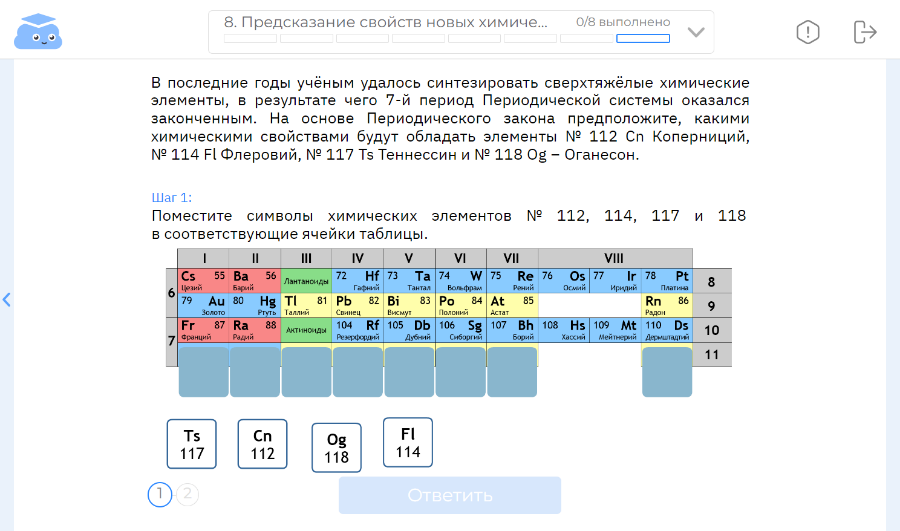 8. Предсказание свойств новых химиче...
0/8 выполнено
В последние годы учёным удалось синтезировать сверхтяжёлые химические
элементы, в результате чего 7-й период Периодической системы оказался
законченным. На основе Периодического закона предположите, какими
химическими свойствами будут обладать элементы № 112 Cn Коперниций,
№ 114 Fl Флеровий, № 117 Ts Теннессин и № 118 Og – Оганесон.
Шаг 1:
Поместите символы химических элементов № 112, 114, 117 и 118
в соответствующие ячейки таблицы.
I II III IV V VI VII VIII
6
Cs 55 Ba 56 Лантаноиды 72 Hf 73 Ta 74 W 75 Re 76 Os 77 Ir 78 Pt 8
Цезий Барий Гафний Тантал Вольфрам Рений Осмий Иридий Платина
79 Au 80 Hg Tl 81 Pb 82 Bi 83 Po 84 At 85 Rn 86 9
Золото Ртуть Таллий Свинец Висмут Полоний Астат Радон
7
Fr 87 Ra 88 Актиноиды 104 Rf 105 Db 106 Sg 107 Bh 108 Hs 109 Mt 110 Ds 10
Франций Радий Резерфордий Дубний Сиборгий Борий Хассий Мейтнерий Дермштадтий
11
Ts Cn Og Fl
117 112 118 114
1 2
Ответить